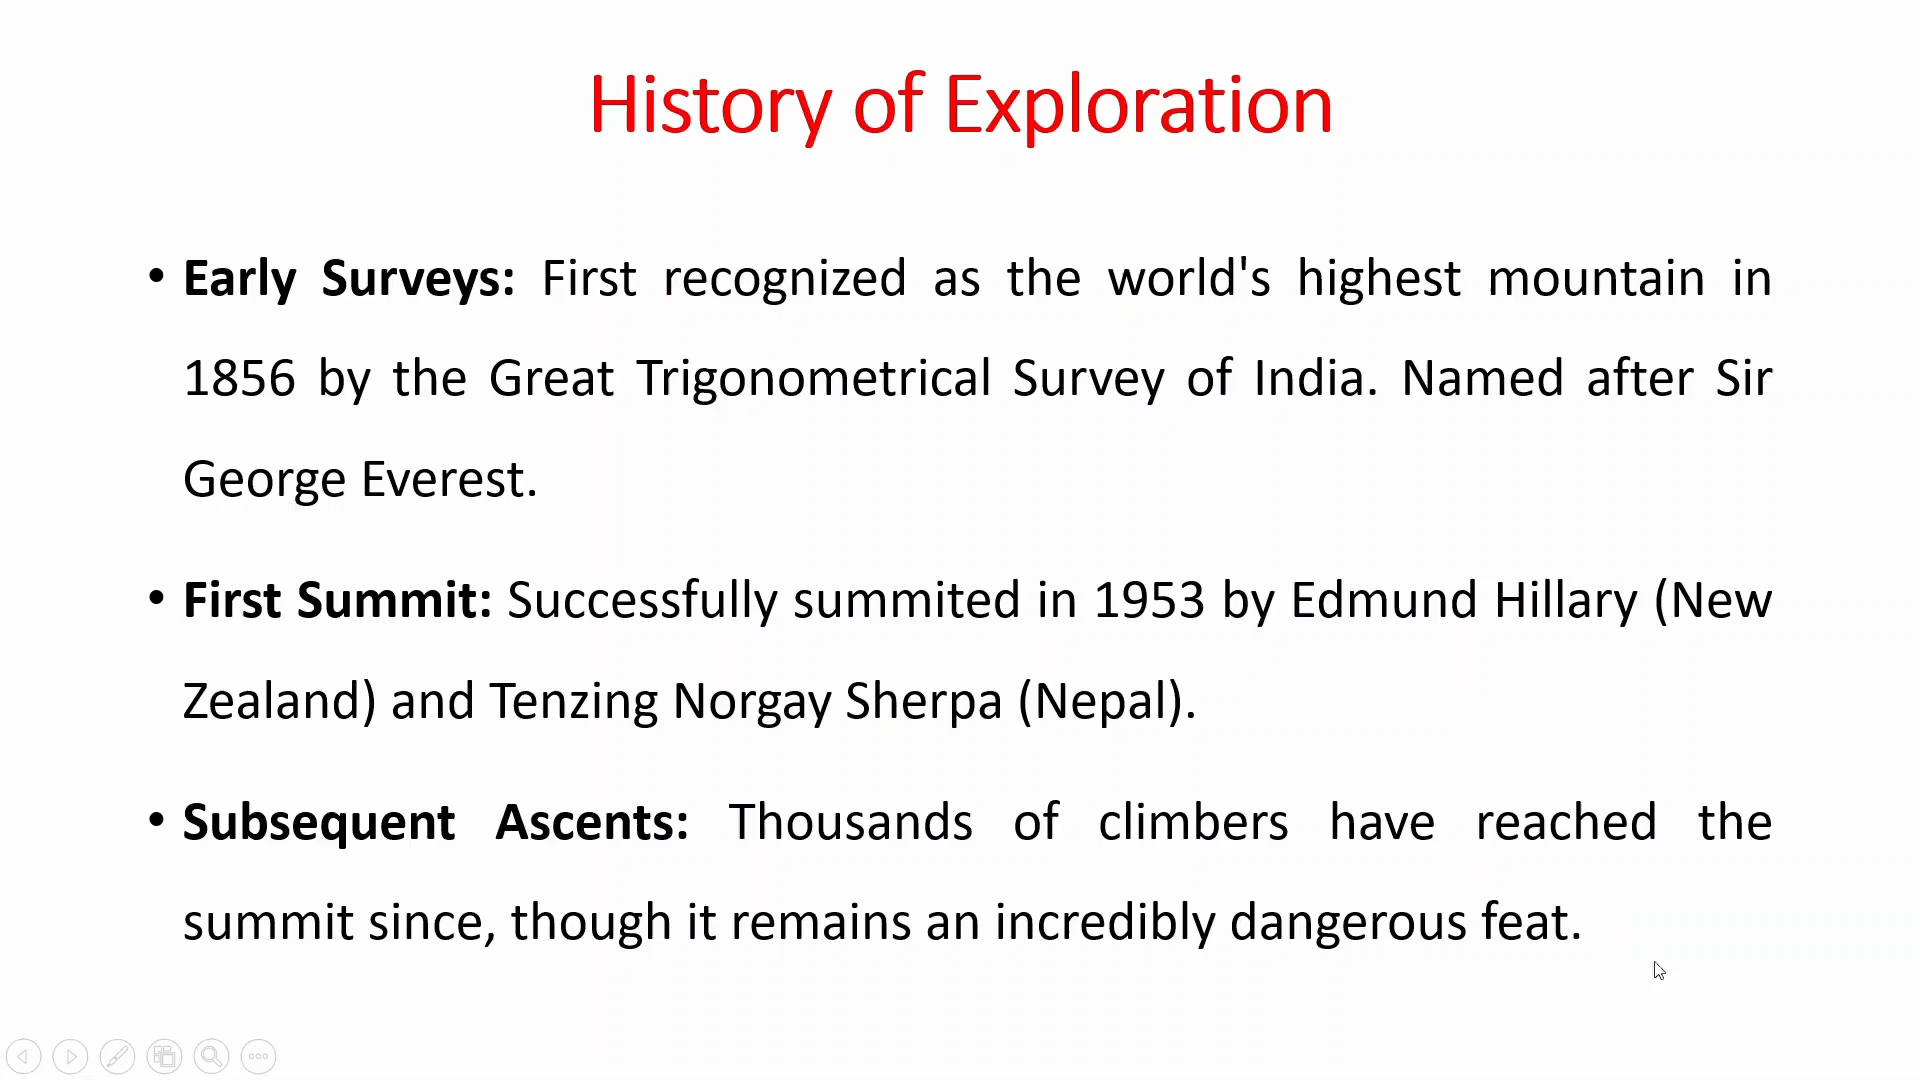 History of Exploration
• Early Surveys: First recognized as the world's highest mountain in
1856 by the Great Trigonometrical Survey of India. Named after Sir
George Everest.
• First Summit: Successfully summited in 1953 by Edmund Hillary (New
Zealand) and Tenzing Norgay Sherpa (Nepal).
• Subsequent Ascents: Thousands of climbers have reached the
summit since, though it remains an incredibly dangerous feat.